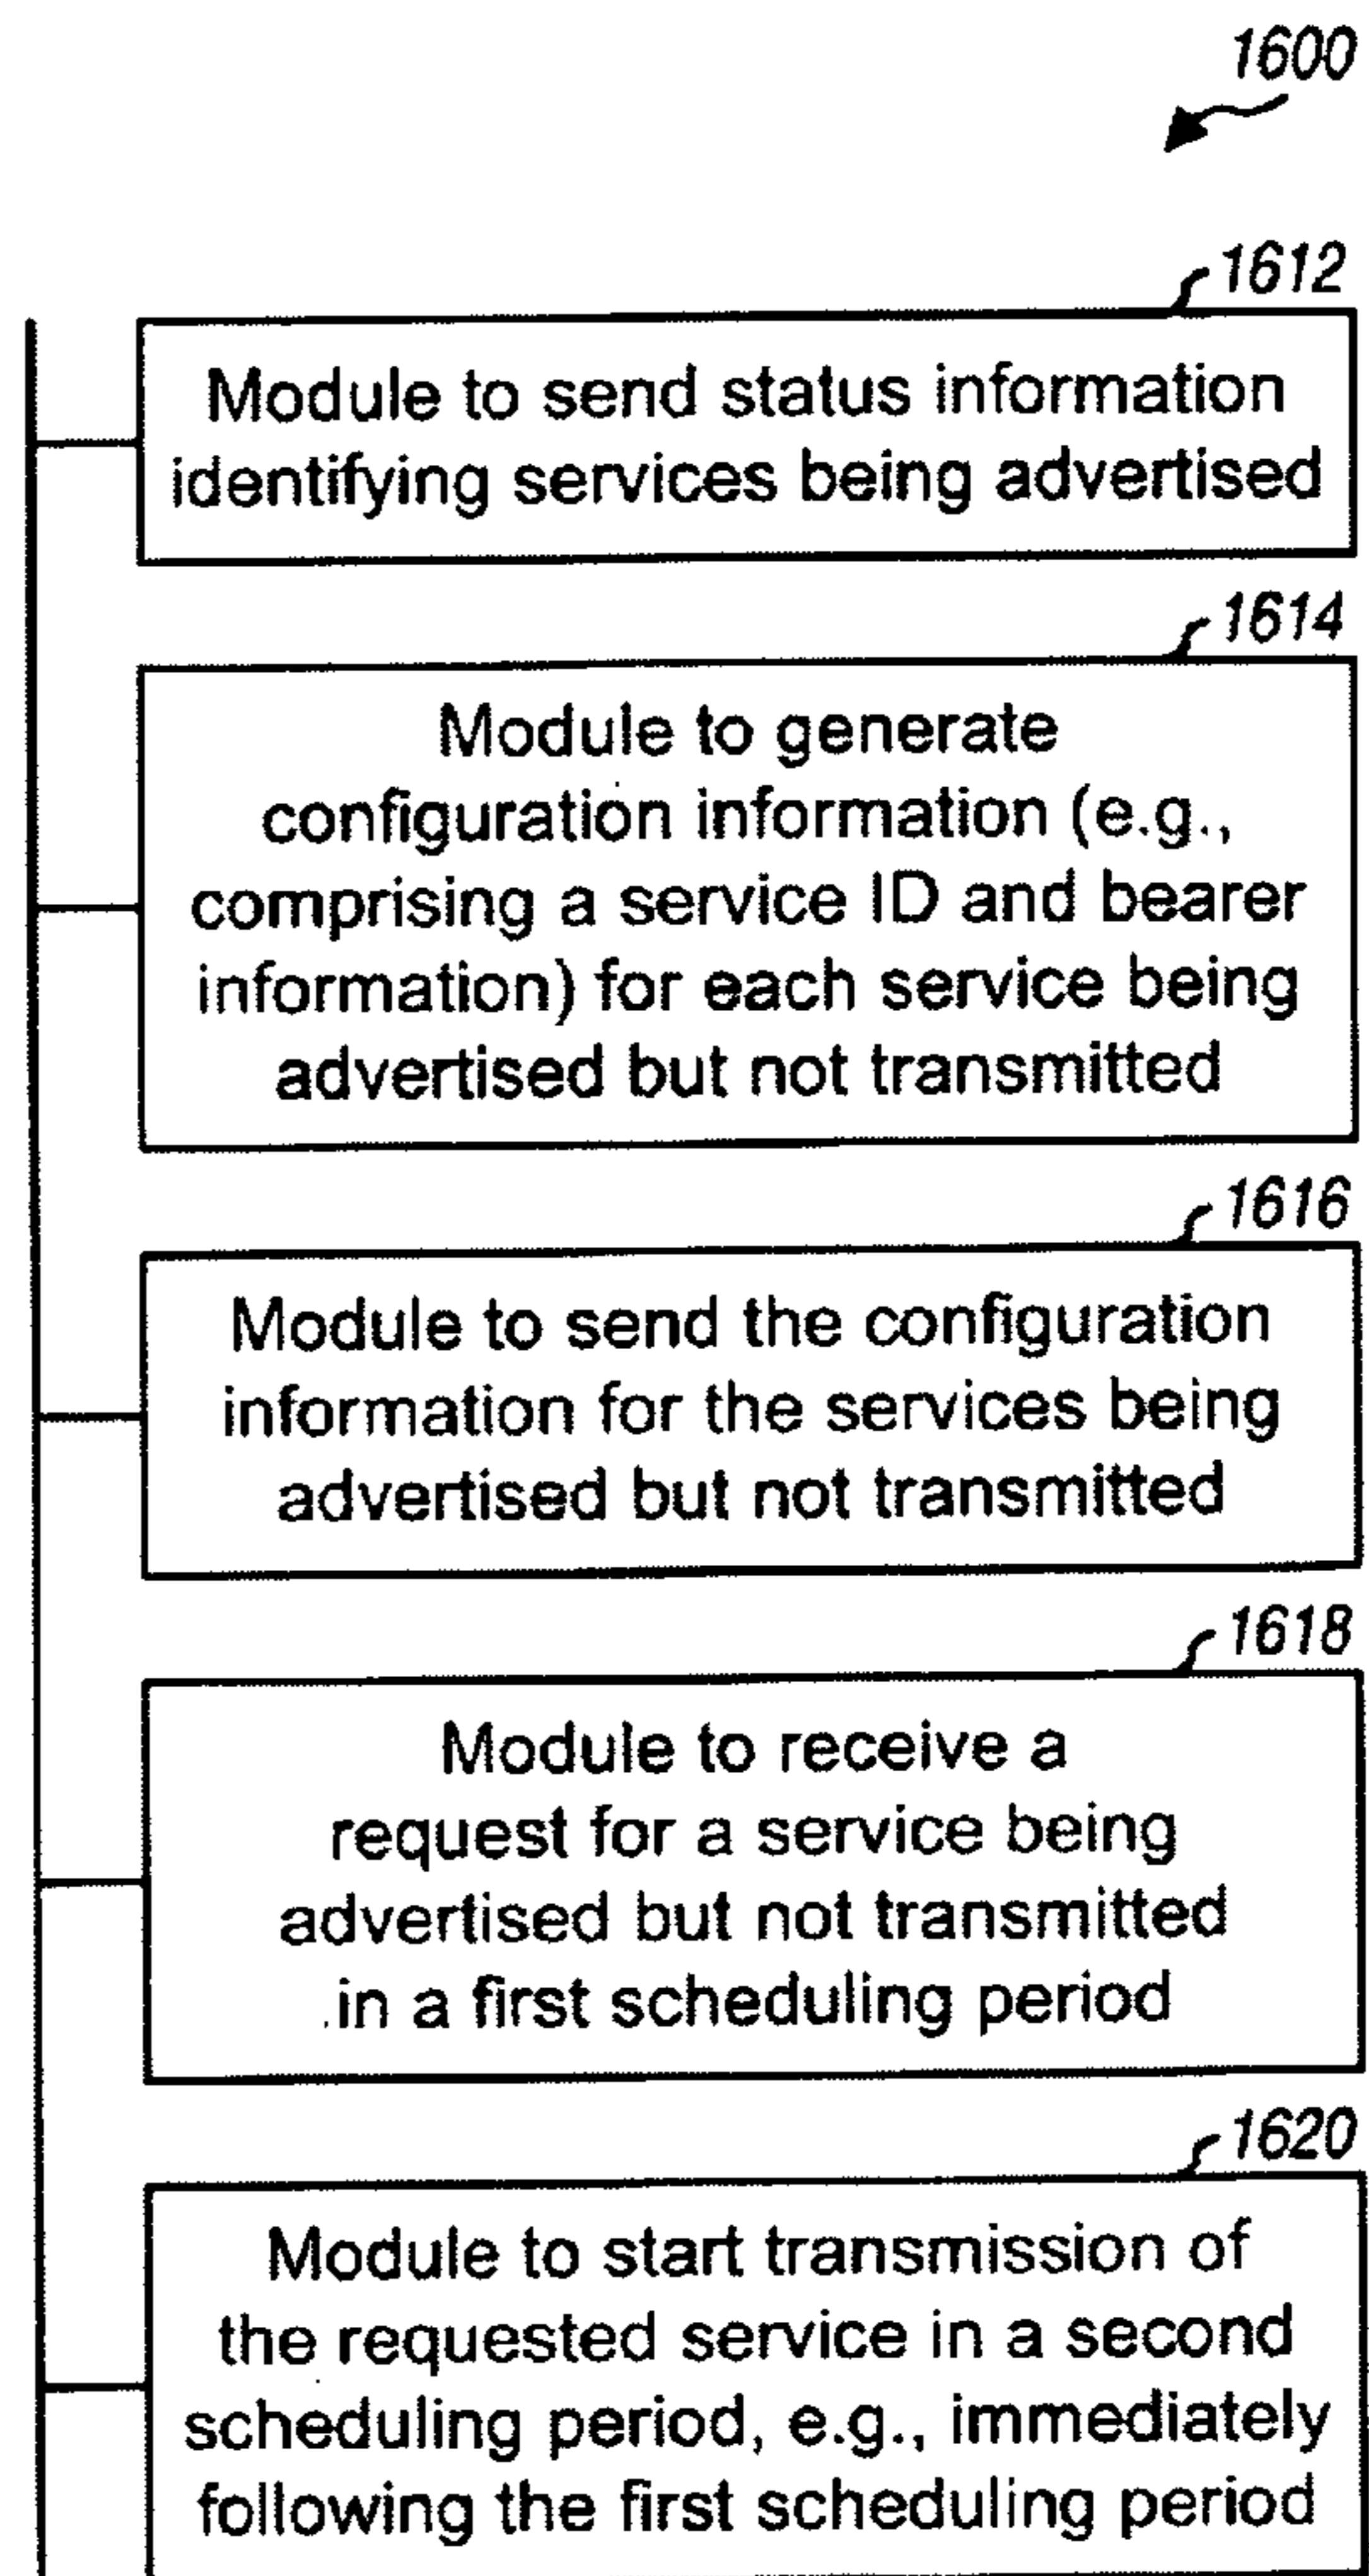 1600
1612
Module to send status information
identifying services being advertised
1614
Module to generate
configuration information (e.g.,
comprising a service ID and bearer
information) for each service being
advertised but not transmitted
1616
Module to send the configuration
information for the services being
advertised but not transmitted
1618
Module to receive a
request for a service being
advertised but not transmitted
in a first scheduling period
1620
Module to start transmission of
the requested service in a second
scheduling period, e.g., immediately
following the first scheduling period